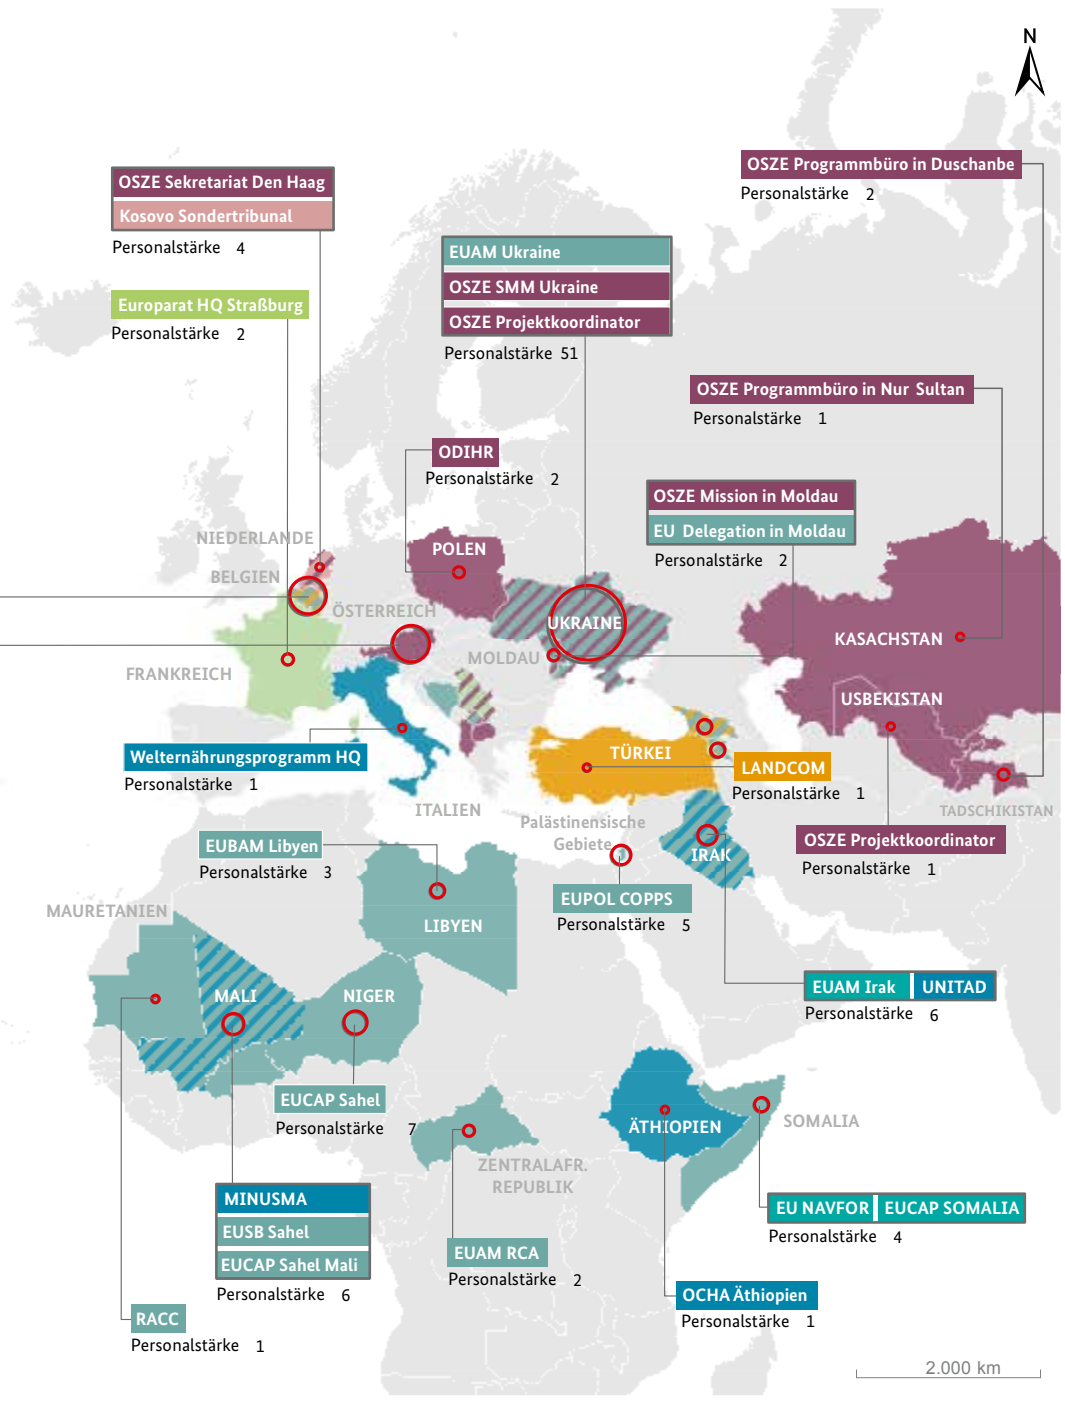 N
OSZE Programmbüro in Duschanbe
Personalstärke 2
OSZE Sekretariat Den Haag
Kosovo Sondertribunal
Personalstärke 4
EUAM Ukraine
OSZE SMM Ukraine
OSZE Projektkoordinator
Personalstärke 51
Europarat HQ Straßburg
Personalstärke 2
OSZE Programmbüro in Nur Sultan
Personalstärke 1
ODIHR
Personalstärke 2
OSZE Mission in Moldau
EU Delegation in Moldau
Personalstärke 2
NIEDERLANDE
BELGIEN
POLEN
ÖSTERREICH
UKRAINE
MOLDAU
FRANKREICH
KASACHSTAN
USBEKISTAN
Welternährungsprogramm HQ
Personalstärke 1
TÜRKEI
LANDCOM
Personalstärke 1
ITALIEN
TADSCHIKISTAN
Palästinensische
Gebiete
IRAK
OSZE Projektkoordinator
Personalstärke 1
EUBAM Libyen
Personalstärke 3
EUPOL COPPS
Personalstärke 5
MAURETANIEN
LIBYEN
MALI
NIGER
EUAM Irak UNITAD
Personalstärke 6
EUCAP Sahel
Personalstärke 7
ÄTHIOPIEN
SOMALIA
ZENTRALAFR.
REPUBLIK
MINUSMA
EUSB Sahel
EUCAP Sahel Mali
Personalstärke 6
EU NAVFOR EUCAP SOMALIA
Personalstärke 4
EUAM RCA
Personalstärke 2
OCHA Äthiopien
Personalstärke 1
RACC
Personalstärke 1
2.000 km